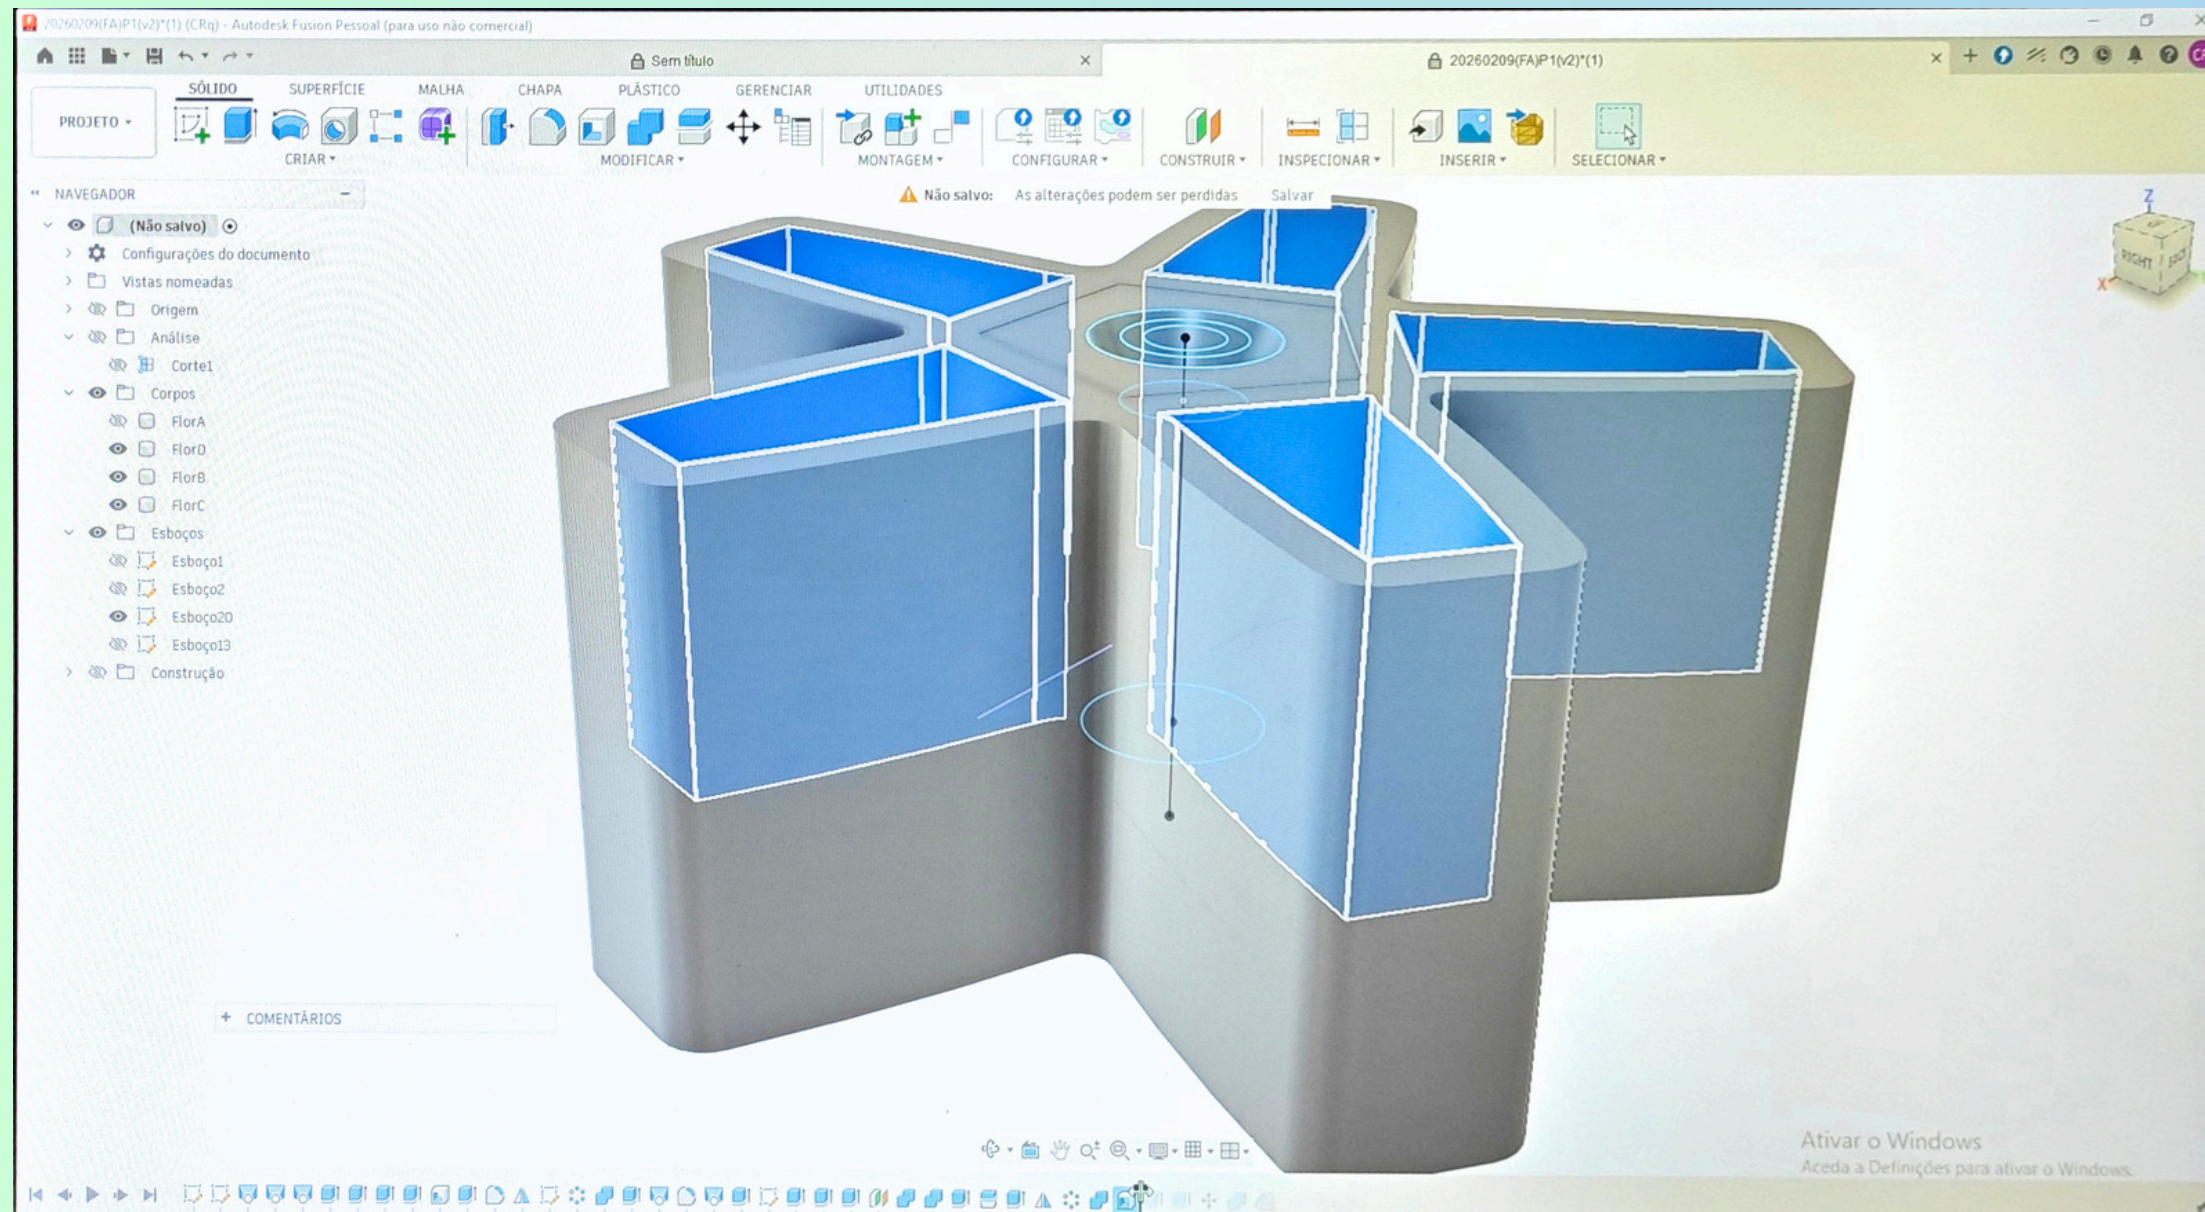 20260209(FA)P1(v2)*(1) (CRq) - Autodesk Fusion Pessoal (para uso não comercial)
Sem título
20260209(FA)P1(v2)*(1)
SÓLIDO SUPERFÍCIE MALHA CHAPA PLÁSTICO GERENCIAR UTILIDADES
PROJETO
CRIAR MODIFICAR MONTAGEM CONFIGURAR CONSTRUIR INSPECIONAR INSERIR SELECIONAR
NAVEGADOR
Não salvo: As alterações podem ser perdidas Salvar
(Não salvo)
Configurações do documento
Vistas nomeadas
Origem
Análise
Corte1
Corpos
FlorA
FlorD
FlorB
FlorC
Esboços
Esboço1
Esboço2
Esboço20
Esboço13
Construção
Z
RIGHT
X
COMENTÁRIOS
Ativar o Windows
Aceda a Definições para ativar o Windows.